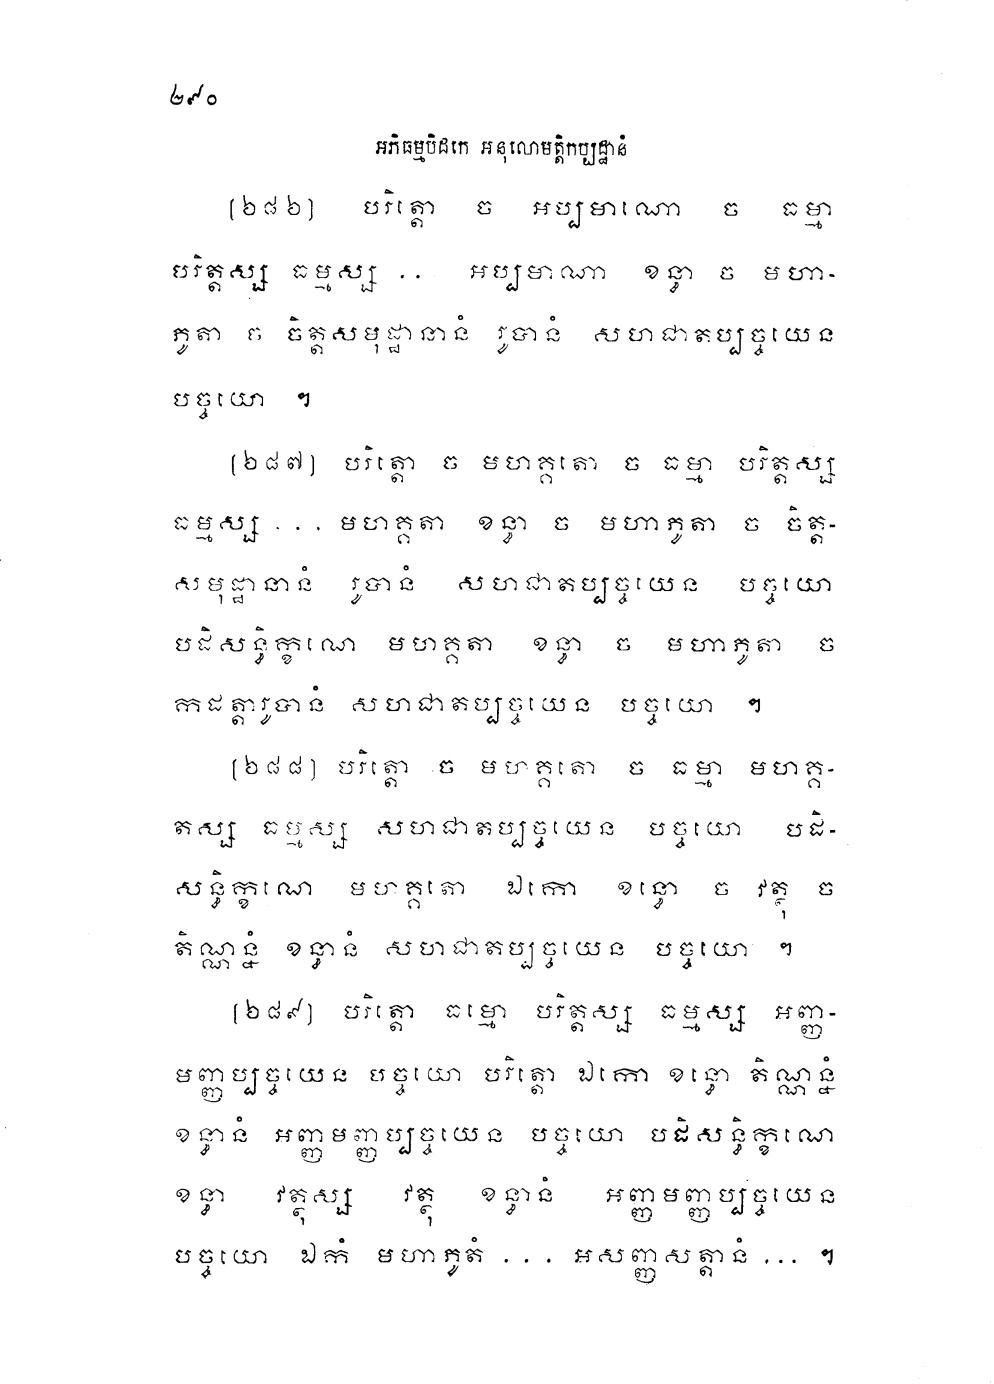 ២៩០
អភិធម្មបិដកេ អនុលោមត្តិកប្បដ្ឋានំ
[២៨៦] បរិត្តោ ច អប្បមាណោ ច ធម្មា
បរិត្តស្ស ធម្មស្ស .. អប្បមាណា ខន្ធា ច មហា-
ភូតា ច ចិត្តសមុដ្ឋានានំ រូបានំ សហជាតប្បច្ចយេន
បច្ចយោ ។
[២៨៧] បរិត្តោ ច មហគ្គតោ ច ធម្មា បរិត្តស្ស
ធម្មស្ស ... មហគ្គតា ខន្ធា ច មហាភូតា ច ចិត្ត-
សមុដ្ឋានានំ រូបានំ សហជាតប្បច្ចយេន បច្ចយោ
បដិសន្ធិក្ខណេ មហគ្គតា ខន្ធា ច មហាភូតា ច
កដត្តារូបានំ សហជាតប្បច្ចយេន បច្ចយោ ។
[២៨៨] បរិត្តោ ច មហគ្គតោ ច ធម្មា មហគ្គ-
តស្ស ធម្មស្ស សហជាតប្បច្ចយេន បច្ចយោ បដិ-
សន្ធិក្ខណេ មហគ្គតោ ឯកោ ខន្ធោ ច វត្ថុ ច
តិណ្ណន្នំ ខន្ធានំ សហជាតប្បច្ចយេន បច្ចយោ ។
[២៨៩] បរិត្តោ ធម្មោ បរិត្តស្ស ធម្មស្ស អញ្ញ-
មញ្ញប្បច្ចយេន បច្ចយោ បរិត្តោ ឯកោ ខន្ធោ តិណ្ណន្នំ
ខន្ធានំ អញ្ញមញ្ញប្បច្ចយេន បច្ចយោ បដិសន្ធិក្ខណេ
ខន្ធា វត្ថុស្ស វត្ថុ ខន្ធានំ អញ្ញមញ្ញប្បច្ចយេន
បច្ចយោ ឯកំ មហាភូតំ ... អសញ្ញសត្តានំ ... ។